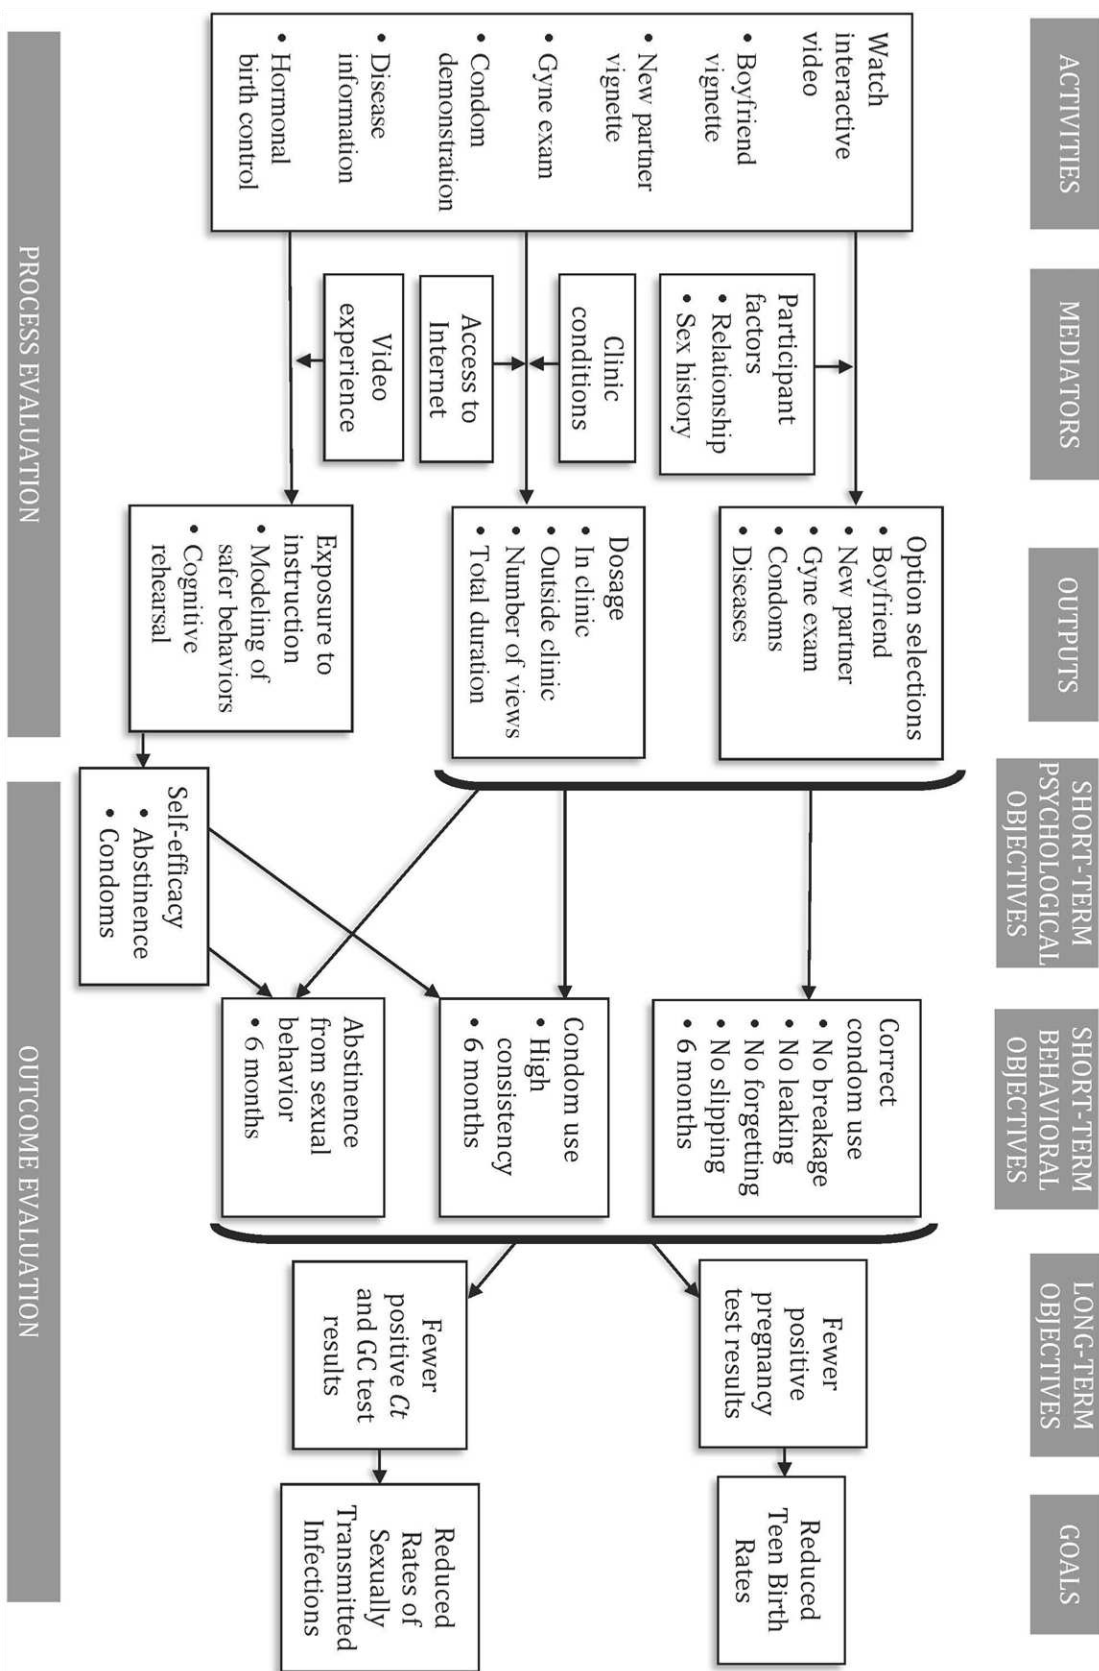 ACTIVITIES
MEDIATORS
OUTPUTS
SHORT-TERM
PSYCHOLOGICAL
OBJECTIVES
SHORT-TERM
BEHAVIORAL
OBJECTIVES
LONG-TERM
OBJECTIVES
GOALS
Watch
interactive
video
• Boyfriend
vignette
• New partner
vignette
• Gyne exam
• Condom
demonstration
• Disease
information
• Hormonal
birth control
Participant
factors
• Relationship
• Sex history
Clinic
conditions
Access to
Internet
Video
experience
Option selections
• Boyfriend
• New partner
• Gyne exam
• Condoms
• Diseases
Dosage
• In clinic
• Outside clinic
• Number of views
• Total duration
Exposure to
instruction
• Modeling of
safer behaviors
• Cognitive
rehearsal
Self-efficacy
• Abstinence
• Condoms
Correct
condom use
• No breakage
• No leaking
• No forgetting
• No slipping
• 6 months
Condom use
• High
consistency
• 6 months
Abstinence
from sexual
behavior
• 6 months
Fewer
positive
pregnancy
test results
Fewer
positive Ct
and GC test
results
Reduced
Teen Birth
Rates
Reduced
Rates of
Sexually
Transmitted
Infections
PROCESS EVALUATION
OUTCOME EVALUATION